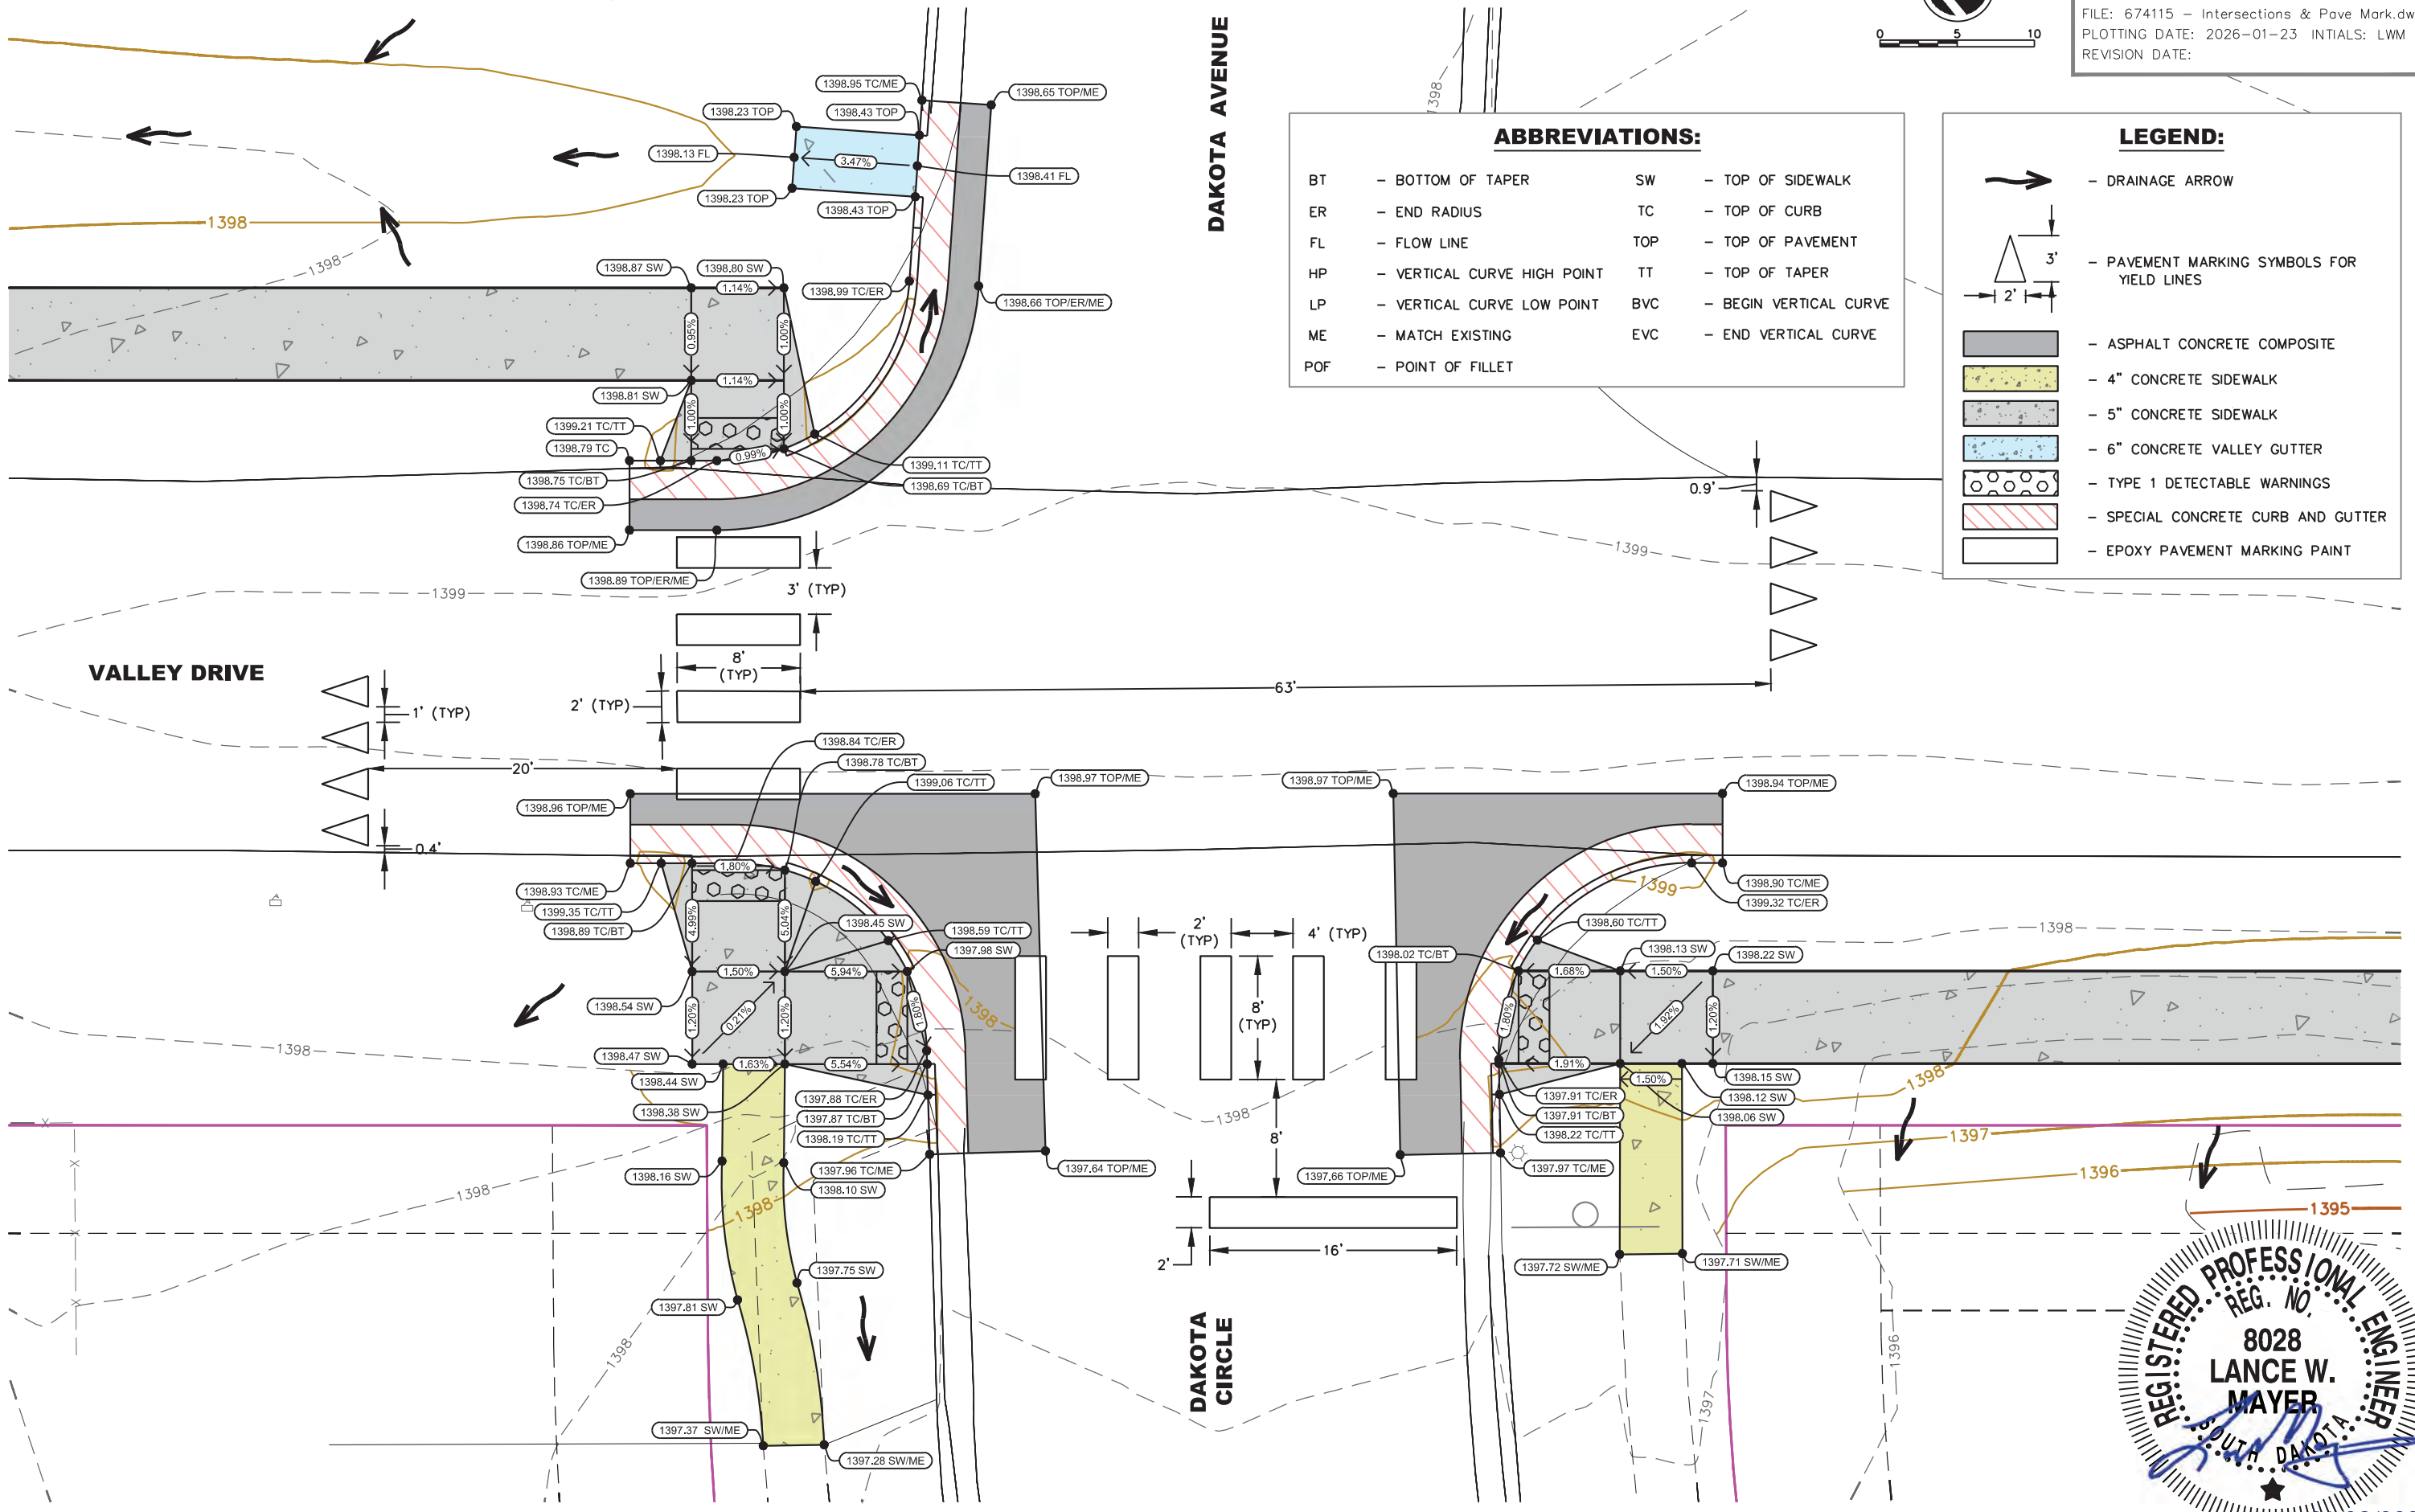 FILE: 674115 - Intersections & Pave Mark.dw
PLOTTING DATE: 2026-01-23 INTIALS: LWM
REVISION DATE:
0 5 10
DAKOTA AVENUE
ABBREVIATIONS:
BT - BOTTOM OF TAPER SW - TOP OF SIDEWALK
ER - END RADIUS TC - TOP OF CURB
FL - FLOW LINE TOP - TOP OF PAVEMENT
HP - VERTICAL CURVE HIGH POINT TT - TOP OF TAPER
LP - VERTICAL CURVE LOW POINT BVC - BEGIN VERTICAL CURVE
ME - MATCH EXISTING EVC - END VERTICAL CURVE
POF - POINT OF FILLET
LEGEND:
- DRAINAGE ARROW
3'
2'
- PAVEMENT MARKING SYMBOLS FOR
YIELD LINES
- ASPHALT CONCRETE COMPOSITE
- 4" CONCRETE SIDEWALK
- 5" CONCRETE SIDEWALK
- 6" CONCRETE VALLEY GUTTER
- TYPE 1 DETECTABLE WARNINGS
- SPECIAL CONCRETE CURB AND GUTTER
- EPOXY PAVEMENT MARKING PAINT
1398.95 TC/ME
1398.65 TOP/ME
1398.23 TOP
1398.43 TOP
1398.13 FL
3.47%
1398.41 FL
1398.23 TOP
1398.43 TOP
1398
1398
1398
1398.87 SW
1398.80 SW
1.14%
1398.99 TC/ER
1398.66 TOP/ER/ME
0.95%
1.00%
1.14%
1398.81 SW
1.00%
1.00%
1399.21 TC/TT
1398.79 TC
0.99%
1399.11 TC/TT
1398.75 TC/BT
1398.69 TC/BT
1398.74 TC/ER
1398.86 TOP/ME
1398.89 TOP/ER/ME
0.9'
1399
1399
3' (TYP)
VALLEY DRIVE
8'
(TYP)
63'
2' (TYP)
1' (TYP)
20'
0.4'
1398.84 TC/ER
1398.78 TC/BT
1399.06 TC/TT
1398.97 TOP/ME
1398.97 TOP/ME
1398.94 TOP/ME
1398.96 TOP/ME
1.80%
1398.93 TC/ME
1399.35 TC/TT
1398.89 TC/BT
4.99%
5.04%
1398.45 SW
1398.59 TC/TT
1397.98 SW
1.50%
5.94%
1398.54 SW
1.20%
0.21%
1.20%
1.80%
1398
1398.47 SW
1.63%
5.54%
1398.44 SW
1398.38 SW
1397.88 TC/ER
1397.87 TC/BT
1398.19 TC/TT
1397.96 TC/ME
1397.64 TOP/ME
1398.16 SW
1398.10 SW
1398
1398
1398
1398
1397.75 SW
1397.81 SW
1397.37 SW/ME
1397.28 SW/ME
2'
(TYP)
4' (TYP)
8'
(TYP)
1398
8'
2'
16'
DAKOTA
CIRCLE
1399
1398.90 TC/ME
1399.32 TC/ER
1398.60 TC/TT
1398.02 TC/BT
1398.13 SW
1398.22 SW
1398
1.68%
1.50%
1.80%
1.92%
1.20%
1.91%
1.50%
1398.15 SW
1398.12 SW
1398.06 SW
1398
1397.91 TC/ER
1397.91 TC/BT
1398.22 TC/TT
1397.97 TC/ME
1397.66 TOP/ME
1397
1396
1395
1397.72 SW/ME
1397.71 SW/ME
1396
1397
REGISTERED PROFESSIONAL ENGINEER
REG. NO.
8028
LANCE W.
MAYER
SOUTH DAKOTA